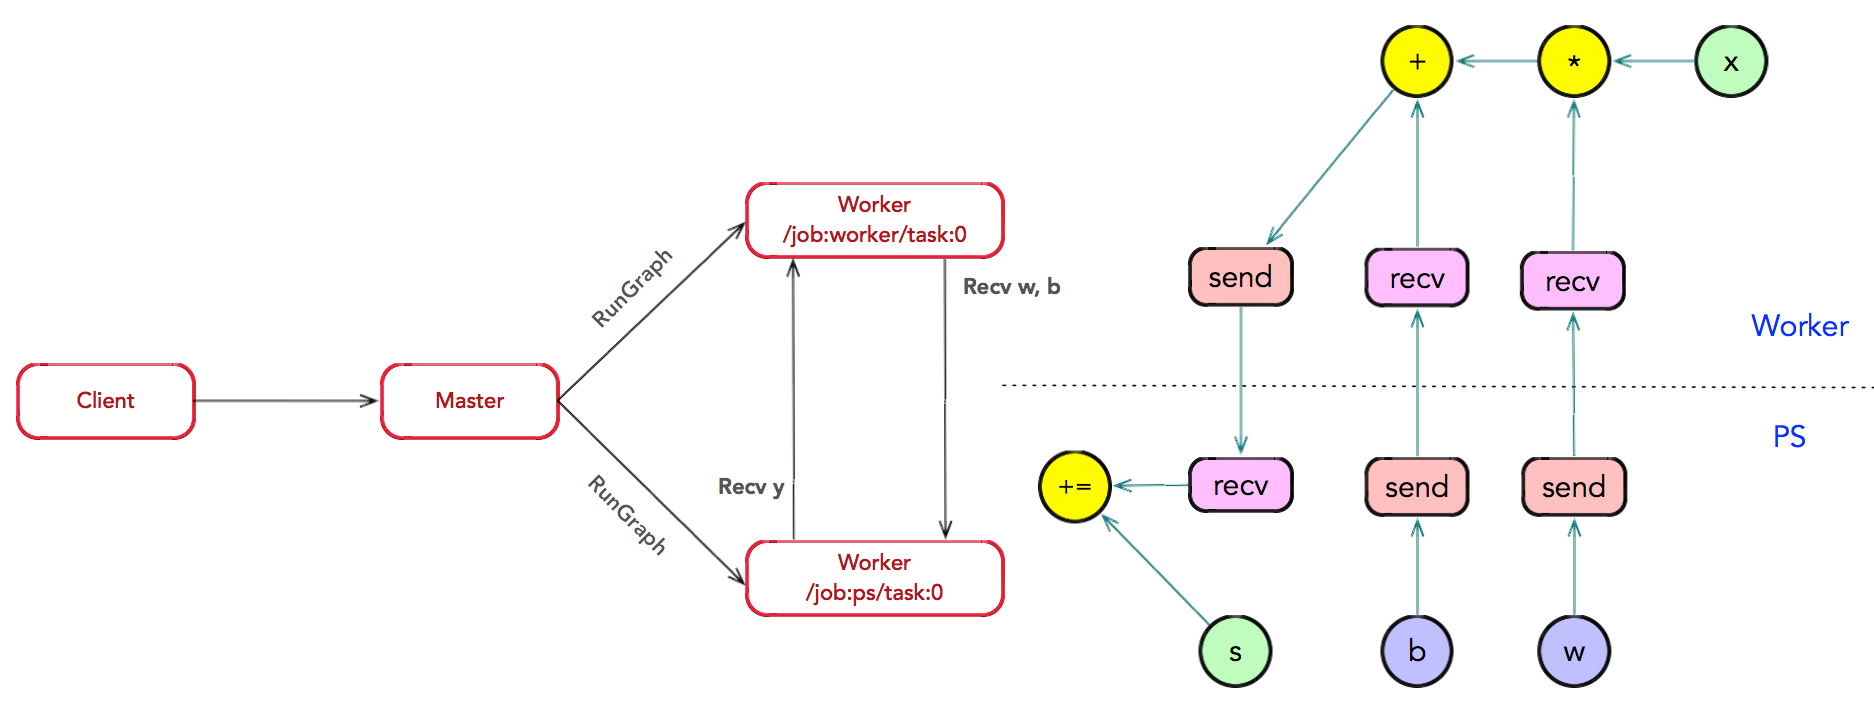 Client
Master
RunGraph
RunGraph
Worker
/job:worker/task:0
Recv w, b
Recv y
Worker
/job:ps/task:0
+
*
x
send
recv
recv
Worker
PS
+=
recv
send
send
s
b
w